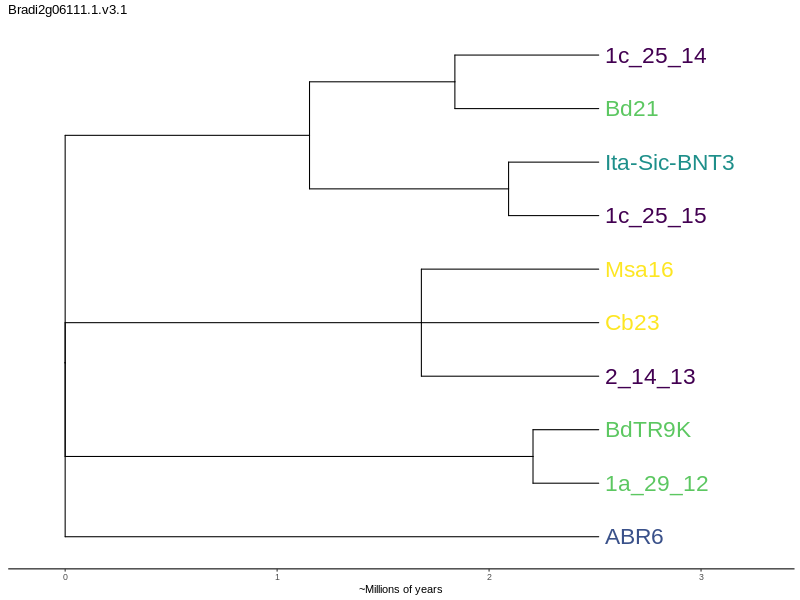 Bradi2g06111.1.v3.1
1c_25_14
Bd21
Ita-Sic-BNT3
1c_25_15
Msa16
Cb23
2_14_13
BdTR9K
1a_29_12
ABR6
0 1 2 3
~Millions of years